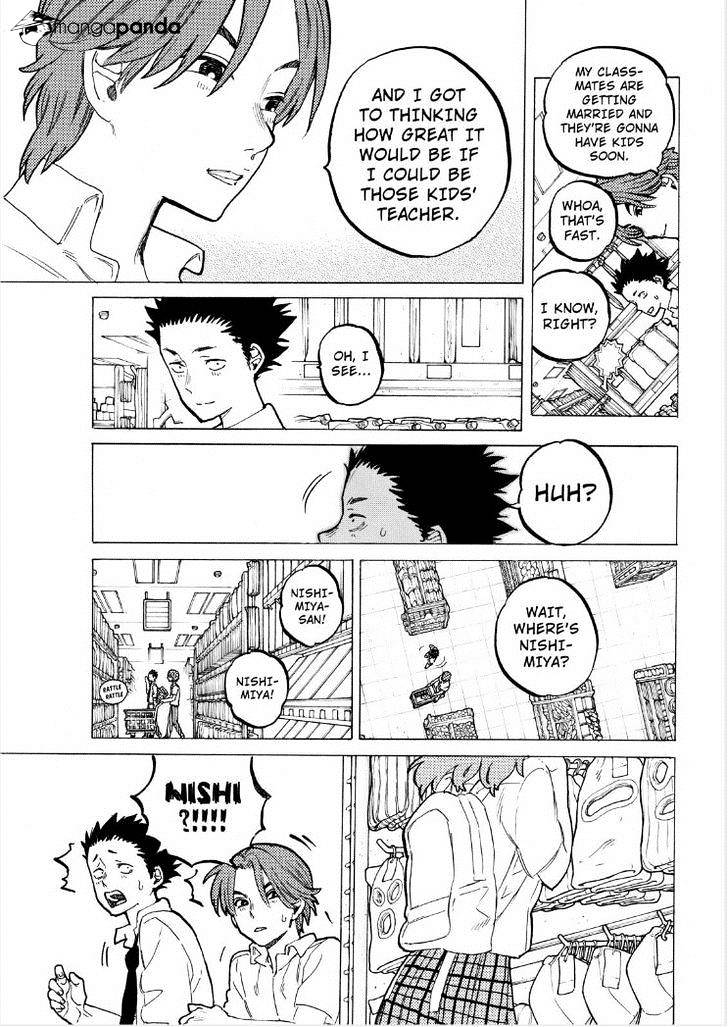 mangapanda
MY CLASS-
MATES ARE
GETTING
MARRIED AND
THEY'RE GONNA
HAVE KIDS
SOON.
WHOA,
THAT'S
FAST.
I KNOW,
RIGHT?
AND I GOT
TO THINKING
HOW GREAT IT
WOULD BE IF
I COULD BE
THOSE KIDS'
TEACHER.
OH, I
SEE...
HUH?
WAIT,
WHERE'S
NISHI-
MIYA?
NISHI-
MIYA-
SAN!
NISHI-
MIYA!
RATTLE
RATTLE
NISHI
?!!!!